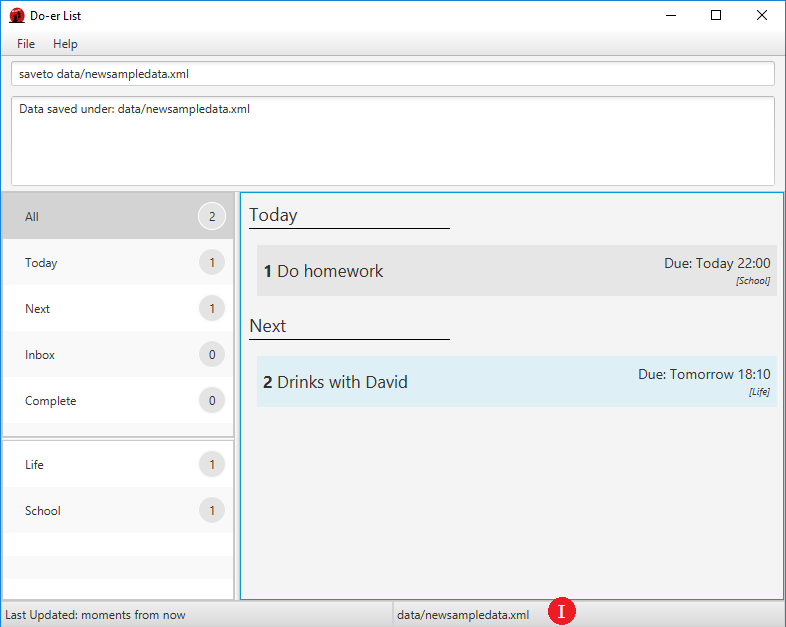 Do-er List
File Help
saveto data/newsampledata.xml
Data saved under: data/newsampledata.xml
All 2
Today 1
Next 1
Inbox 0
Complete 0
Life 1
School 1
Today
1 Do homework Due: Today 22:00
[School]
Next
2 Drinks with David Due: Tomorrow 18:10
[Life]
Last Updated: moments from now data/newsampledata.xml I